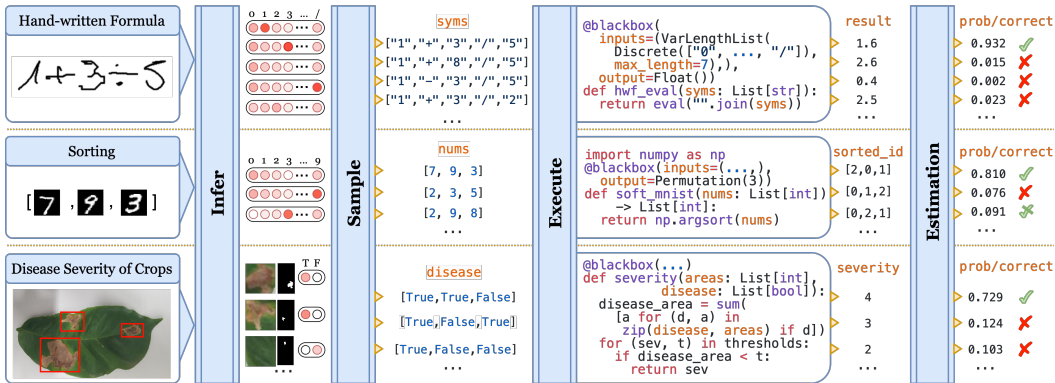 Hand-written Formula
1+3÷5
Infer
0 1 2 3 ... /
Sample
syms
["1","+","3","/","5"]
["1","+","8","/","5"]
["1","-","3","/","5"]
["1","+","3","/","2"]
...
Execute
@blackbox(
inputs=(VarLengthList(
Discrete(["0", ..., "/"]),
max_length=7),),
output=Float())
def hwf_eval(syms: List[str]):
return eval("".join(syms))
result
1.6
2.6
0.4
2.5
...
Estimation
prob/correct
0.932
0.015
0.002
0.023
...
Sorting
[7,9,3]
0 1 2 3 ... 9
nums
[7, 9, 3]
[2, 3, 5]
[2, 9, 8]
...
import numpy as np
@blackbox(inputs=(...,),
output=Permutation(3))
def soft_mnist(nums: List[int])
-> List[int]:
return np.argsort(nums)
sorted_id
[2,0,1]
[0,1,2]
[0,2,1]
...
prob/correct
0.810
0.076
0.091
...
Disease Severity of Crops
T F
...
disease
[True,True,False]
[True,False,True]
[True,False,False]
...
@blackbox(...)
def severity(areas: List[int],
disease: List[bool]):
disease_area = sum(
[a for (d, a) in
zip(disease, areas) if d])
for (sev, t) in thresholds:
if disease_area < t:
return sev
severity
4
3
2
...
prob/correct
0.729
0.124
0.103
...